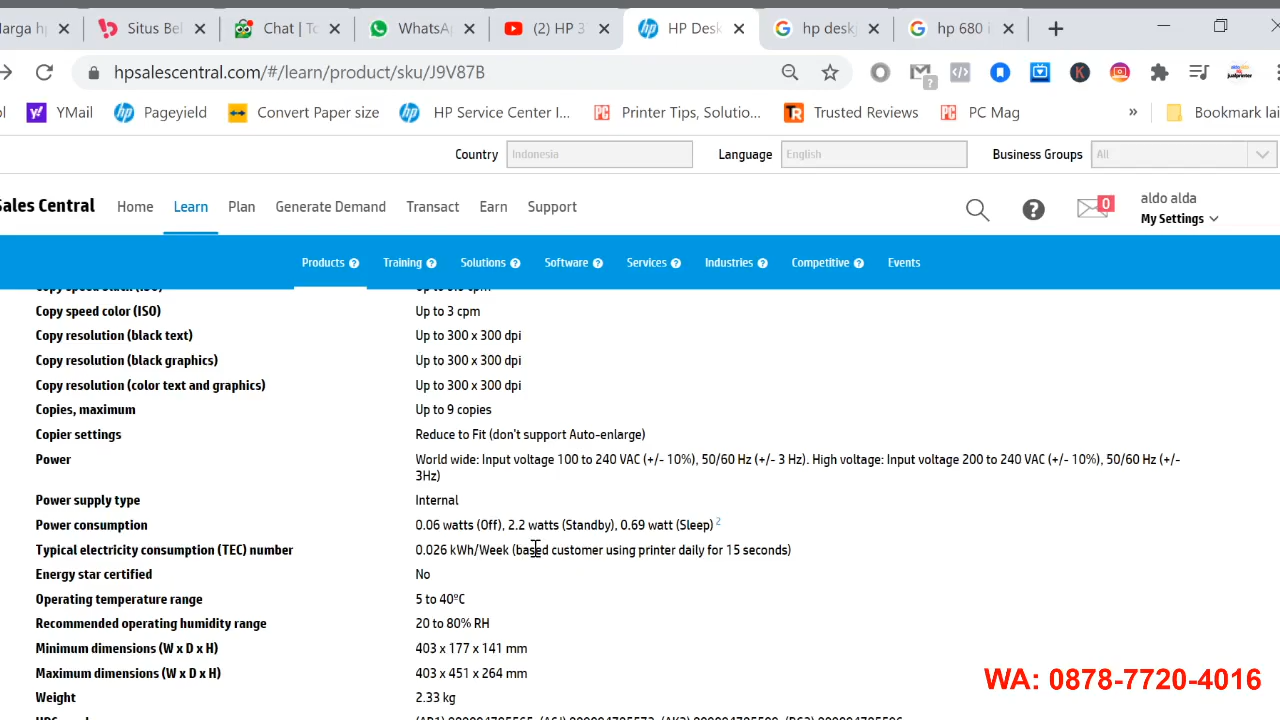 Harga h
Situs Bel
Chat | To
WhatsAp
(2) HP 3
HP Desk
hp deskj
hp 680 i
hpsalescentral.com/#/learn/product/sku/J9V87B
YMail
Pageyield
Convert Paper size
HP Service Center I...
Printer Tips, Solutio...
Trusted Reviews
PC Mag
»
Bookmark lai
Country
Indonesia
Language
English
Business Groups
All
Sales Central
Home
Learn
Plan
Generate Demand
Transact
Earn
Support
0
aldo alda
My Settings
Products
Training
Solutions
Software
Services
Industries
Competitive
Events
Copy speed color (ISO) Up to 3 cpm
Copy resolution (black text) Up to 300 x 300 dpi
Copy resolution (black graphics) Up to 300 x 300 dpi
Copy resolution (color text and graphics) Up to 300 x 300 dpi
Copies, maximum Up to 9 copies
Copier settings Reduce to Fit (don't support Auto-enlarge)
Power World wide: Input voltage 100 to 240 VAC (+/- 10%), 50/60 Hz (+/- 3 Hz). High voltage: Input voltage 200 to 240 VAC (+/- 10%), 50/60 Hz (+/-
3Hz)
Power supply type Internal
Power consumption 0.06 watts (Off), 2.2 watts (Standby), 0.69 watt (Sleep) 2
Typical electricity consumption (TEC) number 0.026 kWh/Week (based customer using printer daily for 15 seconds)
Energy star certified No
Operating temperature range 5 to 40ºC
Recommended operating humidity range 20 to 80% RH
Minimum dimensions (W x D x H) 403 x 177 x 141 mm
Maximum dimensions (W x D x H) 403 x 451 x 264 mm
Weight 2.33 kg
WA: 0878-7720-4016